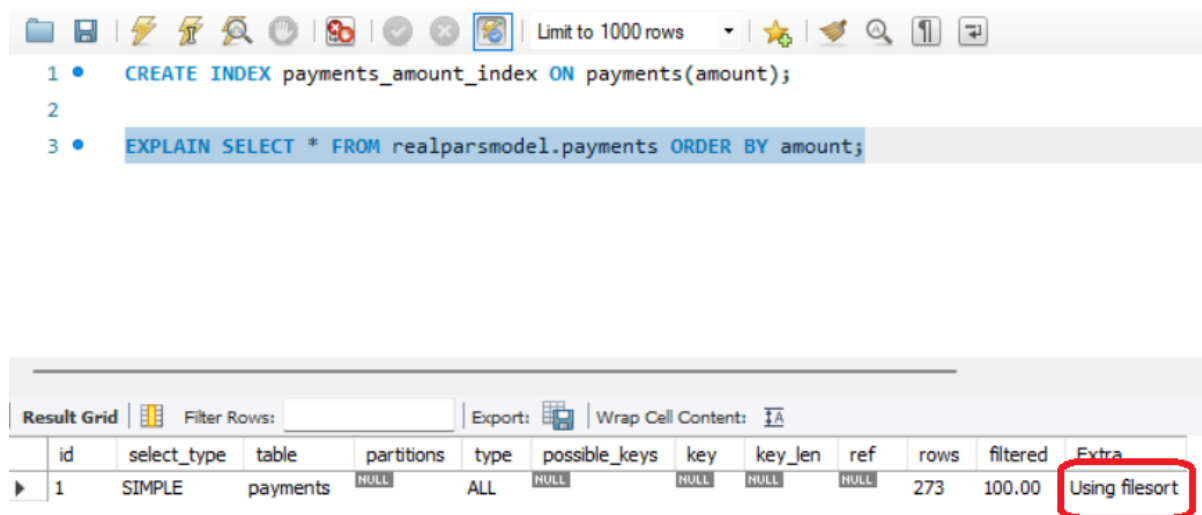 Limit to 1000 rows
1 CREATE INDEX payments_amount_index ON payments(amount);
2
3 EXPLAIN SELECT * FROM realparsmodel.payments ORDER BY amount;
Result Grid Filter Rows: Export: Wrap Cell Content: IA
id select_type table partitions type possible_keys key key_len ref rows filtered Extra
1 SIMPLE payments NULL ALL NULL NULL NULL NULL 273 100.00 Using filesort